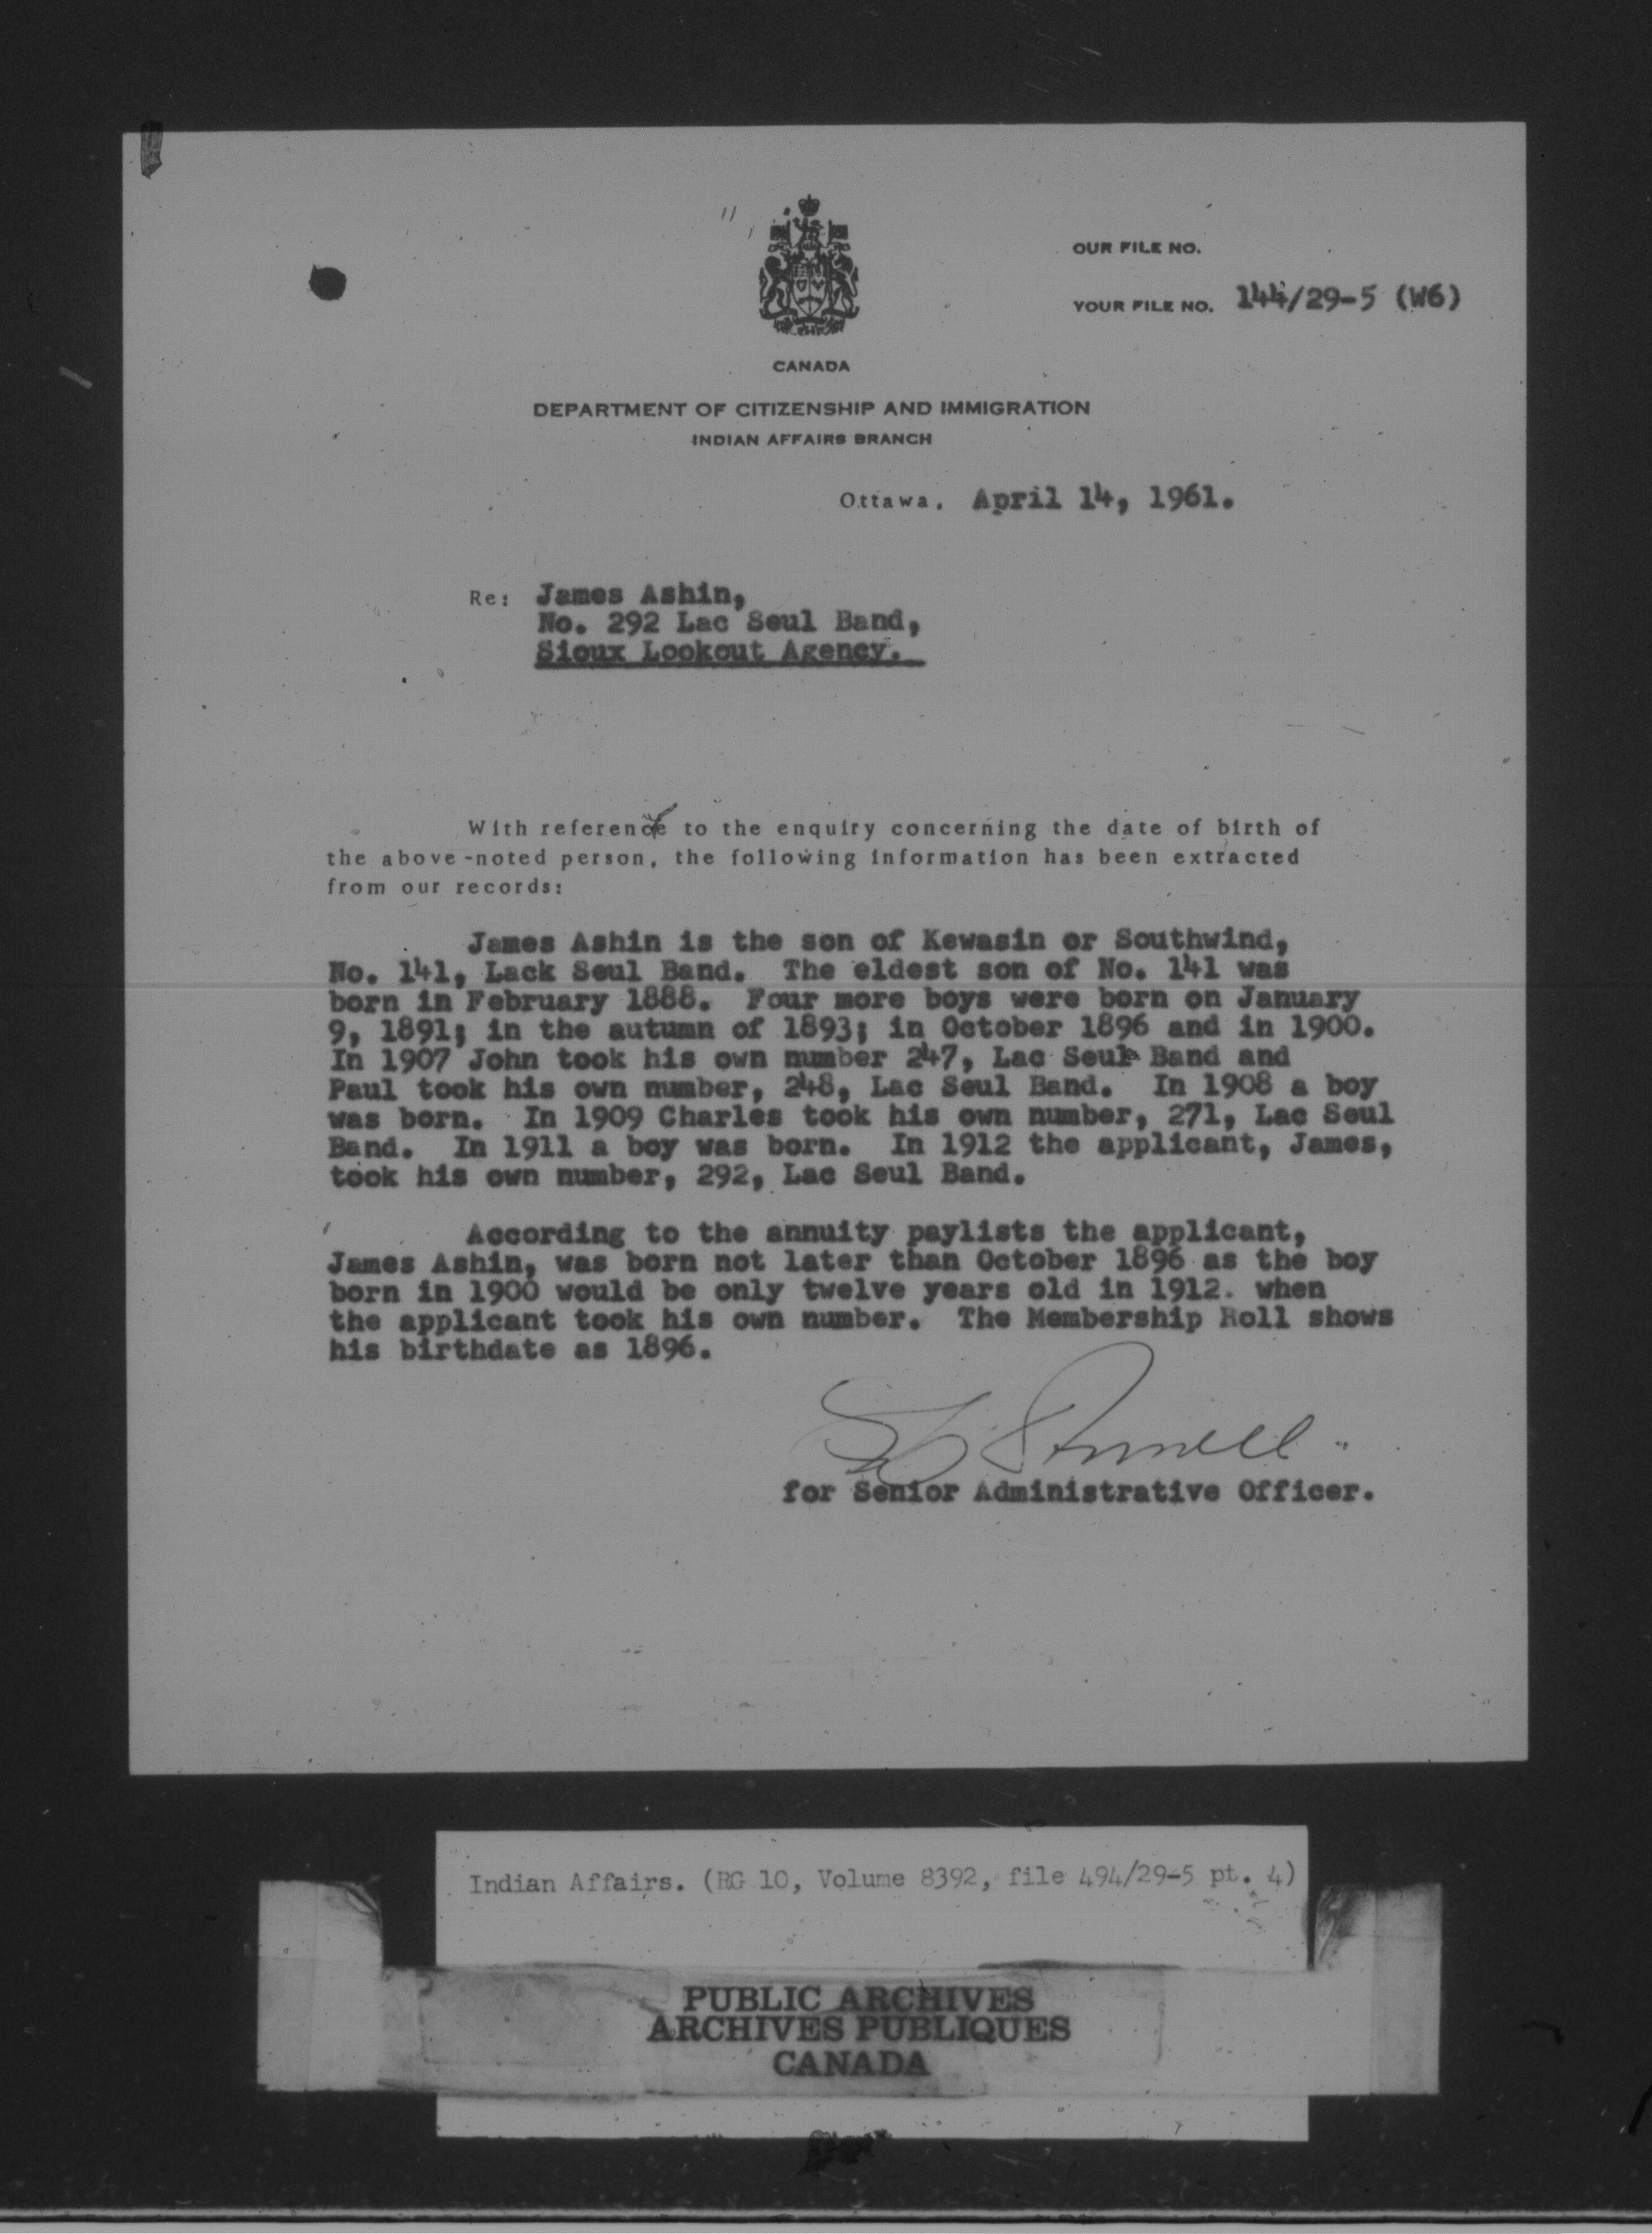 OUR FILE NO.
YOUR FILE NO. 144/29-5 (W6)
CANADA
DEPARTMENT OF CITIZENSHIP AND IMMIGRATION
INDIAN AFFAIRS BRANCH
Ottawa, April 14, 1961.
Re: James Ashin,
No. 292 Lac Seul Band,
Sioux Lookout Agency.
With reference to the enquiry concerning the date of birth of
the above-noted person, the following information has been extracted
from our records:
James Ashin is the son of Kewasin or Southwind,
No. 141, Lack Seul Band. The eldest son of No. 141 was
born in February 1888. Four more boys were born on January
9, 1891; in the autumn of 1893; in October 1896 and in 1900.
In 1907 John took his own number 247, Lac Seul Band and
Paul took his own number, 248, Lac Seul Band. In 1908 a boy
was born. In 1909 Charles took his own number, 271, Lac Seul
Band. In 1911 a boy was born. In 1912 the applicant, James,
took his own number, 292, Lac Seul Band.
According to the annuity paylists the applicant,
James Ashin, was born not later than October 1896 as the boy
born in 1900 would be only twelve years old in 1912. when
the applicant took his own number. The Membership Roll shows
his birthdate as 1896.
for Senior Administrative Officer.
Indian Affairs. (RG 10, Volume 8392, file 494/29-5 pt. 4)
PUBLIC ARCHIVES
ARCHIVES PUBLIQUES
CANADA